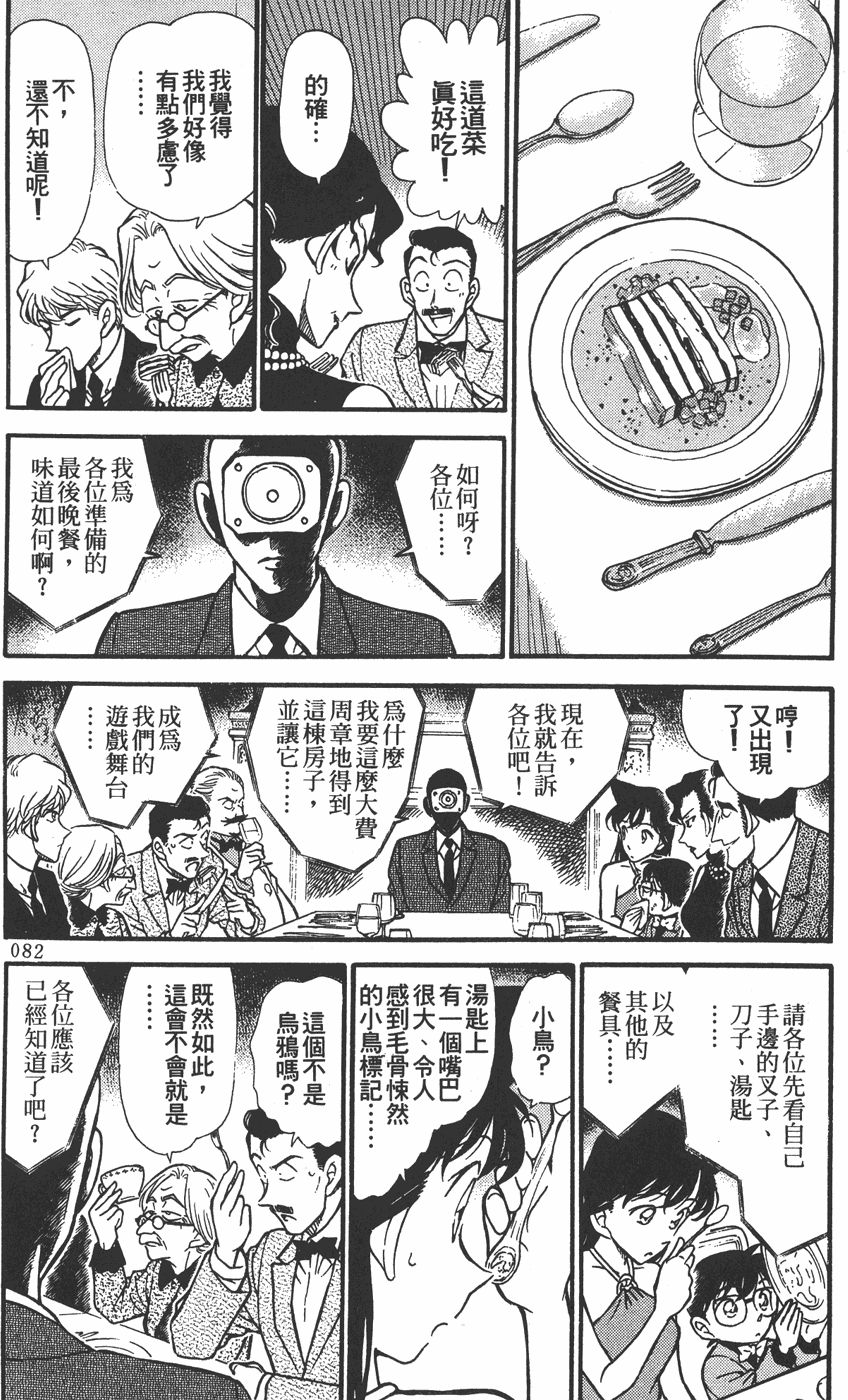 這道菜
眞好吃！
的確…
我覺得
我們好像
有點多慮了
……
不，
還不知道呢！
如何呀？
各位……
我爲
各位準備的
最後晚餐，
味道如何啊？
哼！
又出現
了！
現在，
我就告訴
各位吧！
爲什麼
我要這麼大費
周章地得到
這棟房子，
並讓它……
成爲
我們的
遊戲舞台
……
082
請各位先看自己
手邊的叉子、
刀子、湯匙
……
以及
其他的
餐具……
小鳥？
湯匙上
有一個嘴巴
很大、令人
感到毛骨悚然
的小鳥標記……
這個不是
烏鴉嗎？
既然如此，
這會不會就是
……
各位應該
已經知道了吧？